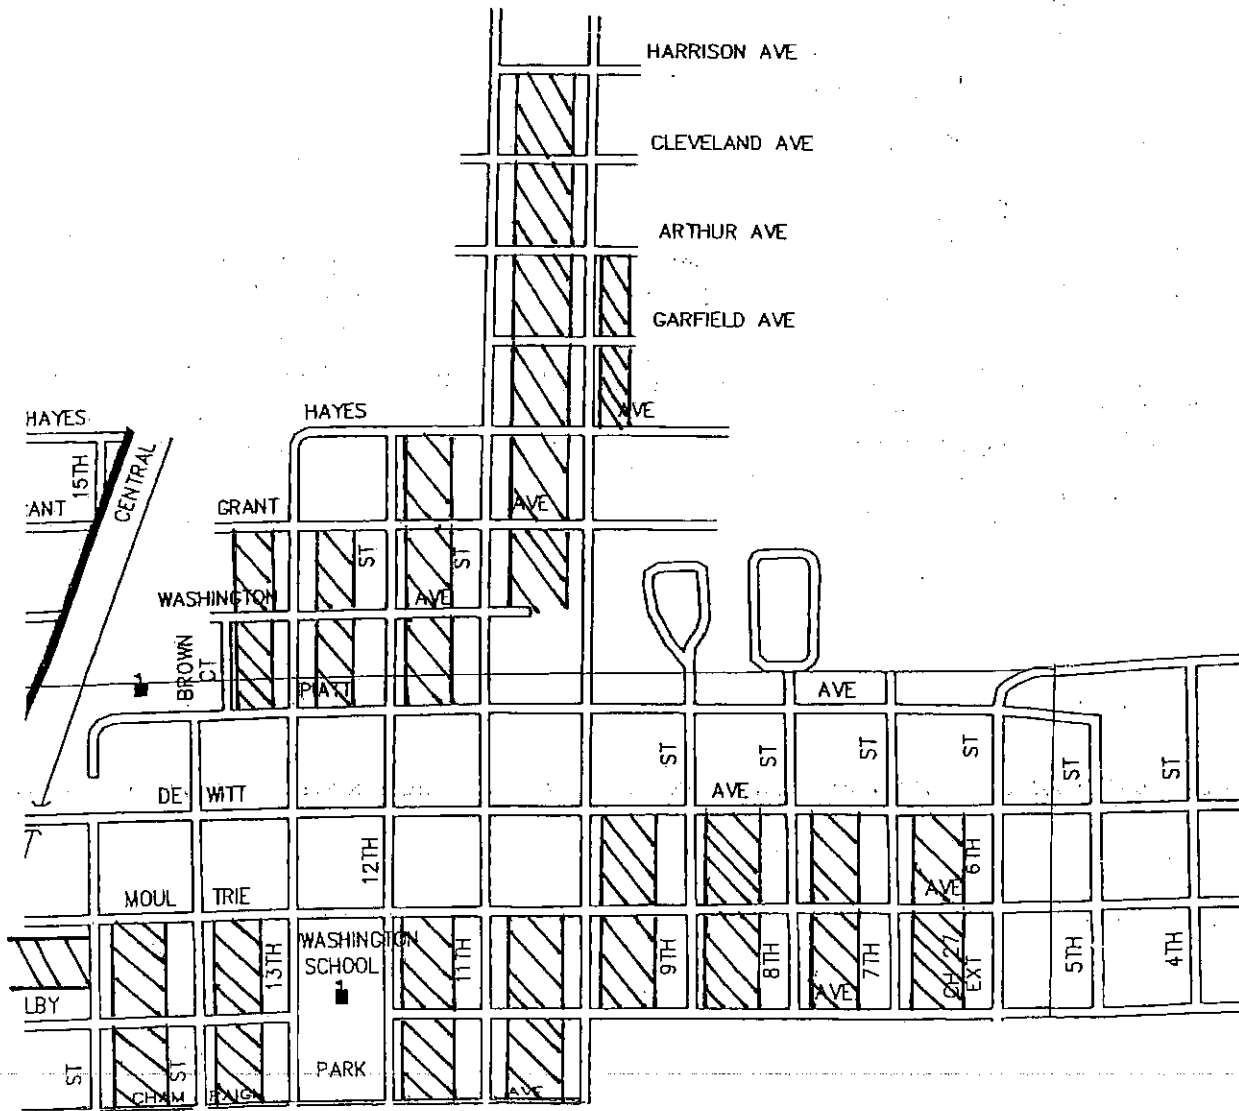 HARRISON AVE
CLEVELAND AVE
ARTHUR AVE
GARFIELD AVE
HAYES
HAYES
AVE
15TH
CENTRAL
ANT
GRANT
AVE
ST
ST
WASHINGTON
AVE
BROWN
CT
1
PIATT
AVE
ST
ST
ST
ST
ST
ST
DE WITT
AVE
12TH
6TH
MOUL TRIE
AVE
WASHINGTON
SCHOOL
1
13TH
11TH
9TH
8TH
7TH
CH 27
EXT
5TH
4TH
AVE
LBY
ST
ST
PARK
CHAM PAIGN
AVE